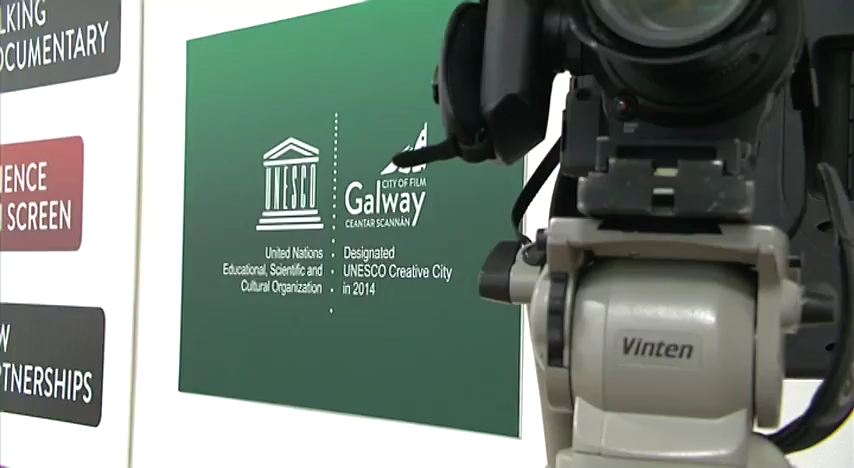 LKING
OCUMENTARY
IENCE
SCREEN
W
RTNERSHIPS
UNESCO
United Nations
Educational, Scientific and
Cultural Organization
CITY OF FILM
Galway
CEANTAR SCANNÁN
Designated
UNESCO Creative City
in 2014
Vinten